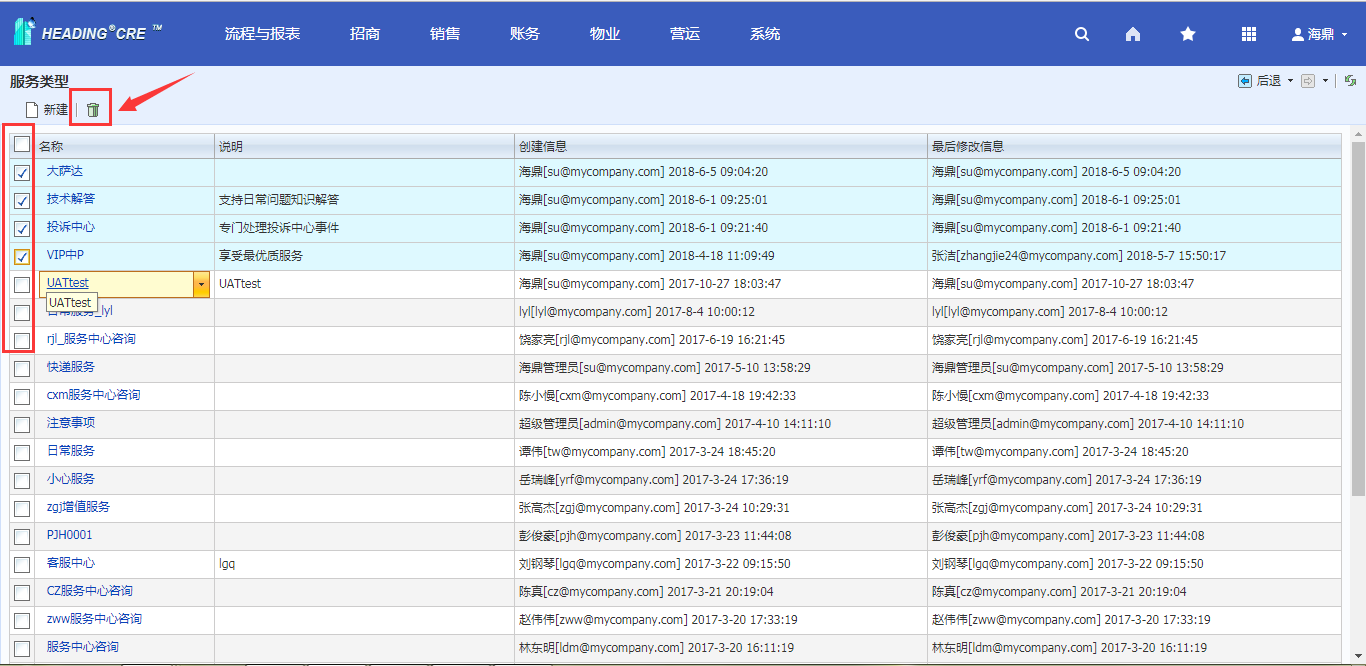 HEADING®CRE ™ 流程与报表 招商 销售 账务 物业 营运 系统 海鼎
服务类型 后退
新建
名称 说明 创建信息 最后修改信息
大萨达 海鼎[su@mycompany.com] 2018-6-5 09:04:20 海鼎[su@mycompany.com] 2018-6-5 09:04:20
技术解答 支持日常问题知识解答 海鼎[su@mycompany.com] 2018-6-1 09:25:01 海鼎[su@mycompany.com] 2018-6-1 09:25:01
投诉中心 专门处理投诉中心事件 海鼎[su@mycompany.com] 2018-6-1 09:21:40 海鼎[su@mycompany.com] 2018-6-1 09:21:40
VIP中P 享受最优质服务 海鼎[su@mycompany.com] 2018-4-18 11:09:49 张洁[zhangjie24@mycompany.com] 2018-5-7 15:50:17
UATtest UATtest 海鼎[su@mycompany.com] 2017-10-27 18:03:47 海鼎[su@mycompany.com] 2017-10-27 18:03:47
UATtest
日常服务_lyl lyl[lyl@mycompany.com] 2017-8-4 10:00:12 lyl[lyl@mycompany.com] 2017-8-4 10:00:12
rjl_服务中心咨询 饶家亮[rjl@mycompany.com] 2017-6-19 16:21:45 饶家亮[rjl@mycompany.com] 2017-6-19 16:21:45
快递服务 海鼎管理员[su@mycompany.com] 2017-5-10 13:58:29 海鼎管理员[su@mycompany.com] 2017-5-10 13:58:29
cxm服务中心咨询 陈小慢[cxm@mycompany.com] 2017-4-18 19:42:33 陈小慢[cxm@mycompany.com] 2017-4-18 19:42:33
注意事项 超级管理员[admin@mycompany.com] 2017-4-10 14:11:10 超级管理员[admin@mycompany.com] 2017-4-10 14:11:10
日常服务 谭伟[tw@mycompany.com] 2017-3-24 18:45:20 谭伟[tw@mycompany.com] 2017-3-24 18:45:20
小心服务 岳瑞峰[yrf@mycompany.com] 2017-3-24 17:36:19 岳瑞峰[yrf@mycompany.com] 2017-3-24 17:36:19
zgj增值服务 张高杰[zgj@mycompany.com] 2017-3-24 10:29:31 张高杰[zgj@mycompany.com] 2017-3-24 10:29:31
PJH0001 彭俊豪[pjh@mycompany.com] 2017-3-23 11:44:08 彭俊豪[pjh@mycompany.com] 2017-3-23 11:44:08
客服中心 lgq 刘钢琴[lgq@mycompany.com] 2017-3-22 09:15:50 刘钢琴[lgq@mycompany.com] 2017-3-22 09:15:50
CZ服务中心咨询 陈真[cz@mycompany.com] 2017-3-21 20:19:04 陈真[cz@mycompany.com] 2017-3-21 20:19:04
zww服务中心咨询 赵伟伟[zww@mycompany.com] 2017-3-20 17:33:19 赵伟伟[zww@mycompany.com] 2017-3-20 17:33:19
服务中心咨询 林东明[ldm@mycompany.com] 2017-3-20 16:11:19 林东明[ldm@mycompany.com] 2017-3-20 16:11:19